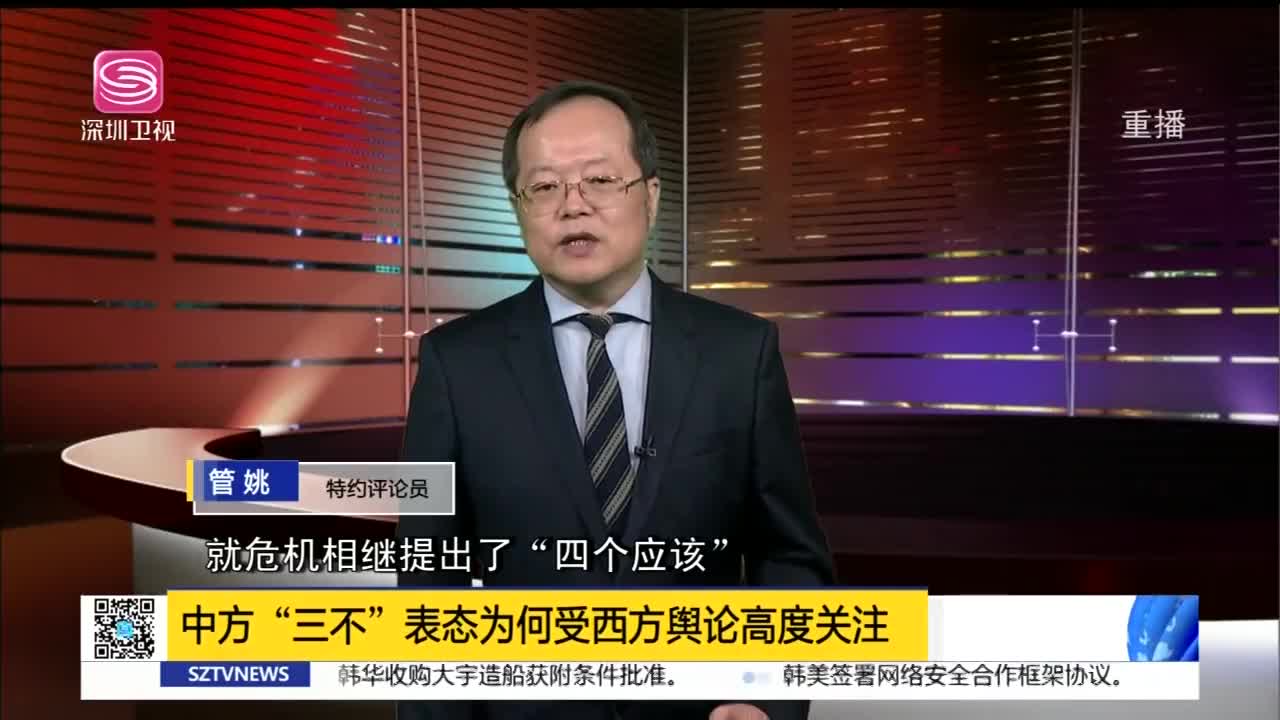 深圳卫视
重播
管姚
特约评论员
就危机相继提出了“四个应该”
中方“三不”表态为何受西方舆论高度关注
SZTVNEWS
韩华收购大宇造船获附条件批准。
韩美签署网络安全合作框架协议。